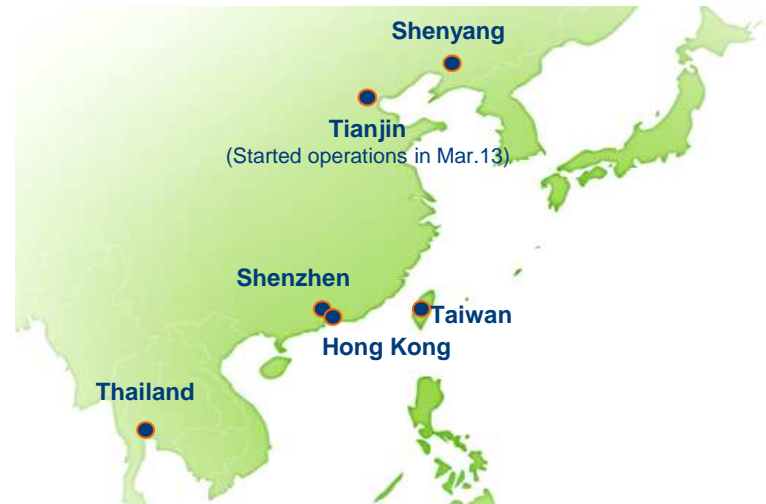 Shenyang
Tianjin
(Started operations in Mar.13)
Shenzhen
Taiwan
Hong Kong
Thailand